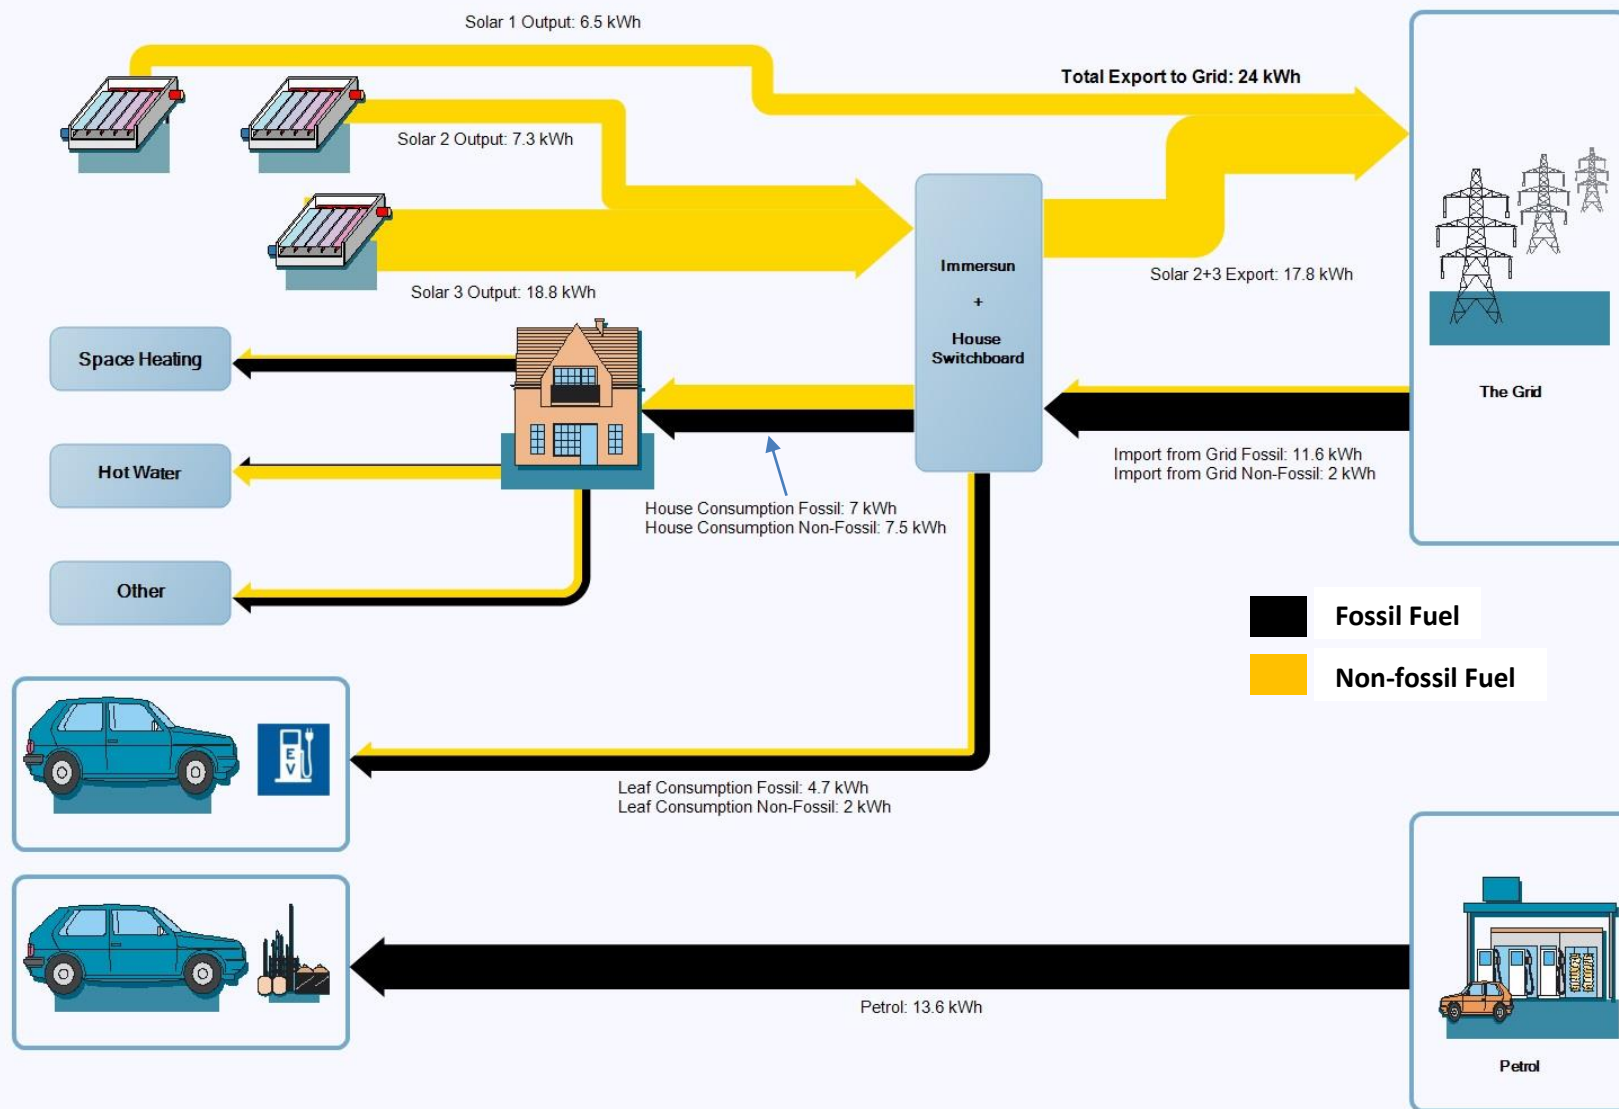 Solar 1 Output: 6.5 kWh
Total Export to Grid: 24 kWh
Solar 2 Output: 7.3 kWh
Solar 3 Output: 18.8 kWh
Immersun
+
House
Switchboard
Solar 2+3 Export: 17.8 kWh
The Grid
Space Heating
Hot Water
Other
Import from Grid Fossil: 11.6 kWh
Import from Grid Non-Fossil: 2 kWh
House Consumption Fossil: 7 kWh
House Consumption Non-Fossil: 7.5 kWh
Fossil Fuel
Non-fossil Fuel
EV
Leaf Consumption Fossil: 4.7 kWh
Leaf Consumption Non-Fossil: 2 kWh
Petrol: 13.6 kWh
Petrol